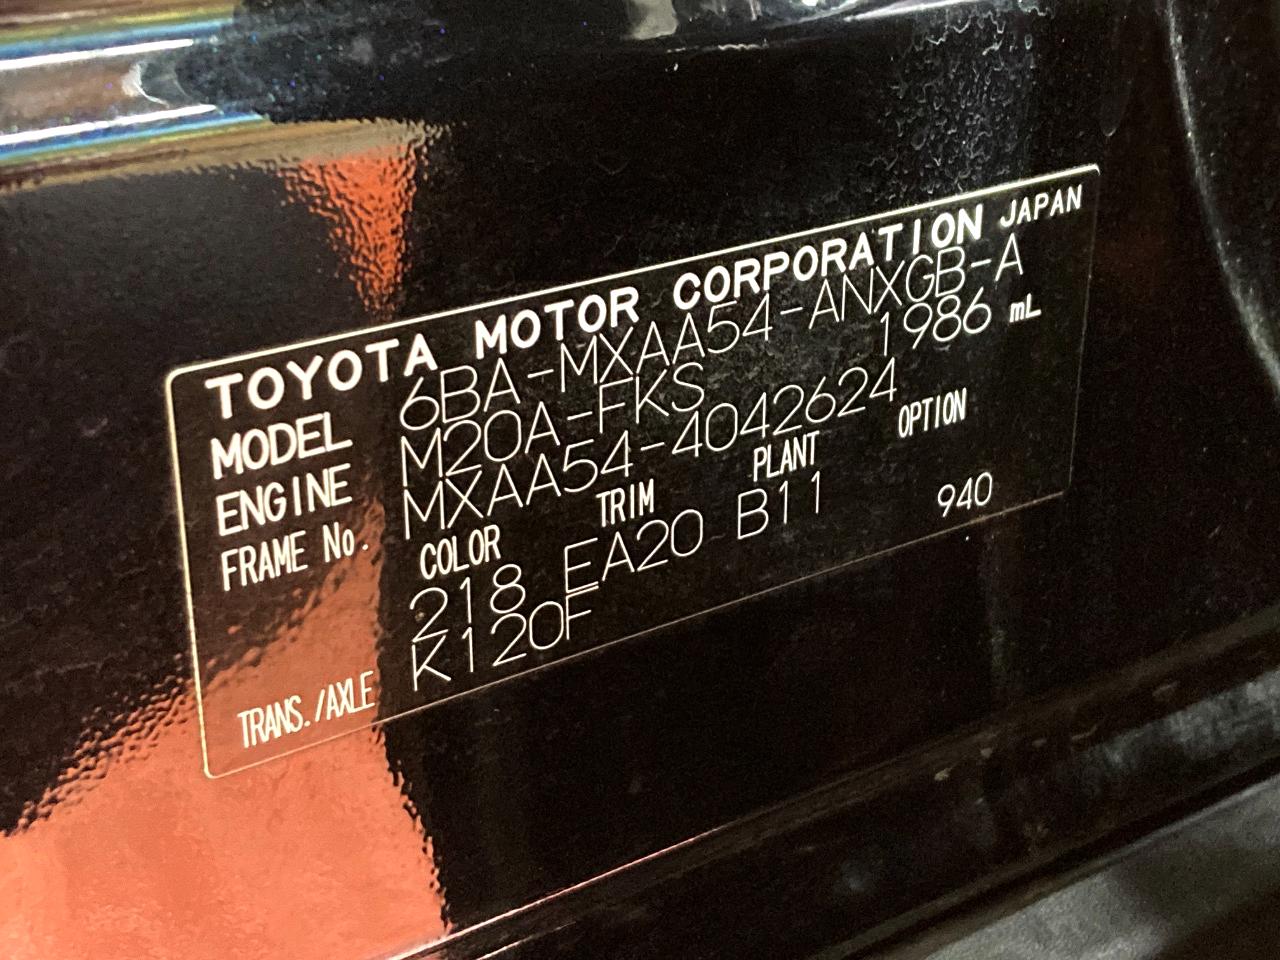 TOYOTA MOTOR CORPORATION JAPAN
MODEL 6BA-MXAA54-ANXGB-A
ENGINE M20A-FKS 1986 mL
FRAME No. MXAA54-4042624
COLOR TRIM PLANT OPTION
218 EA20 B11 940
TRANS./AXLE K120F